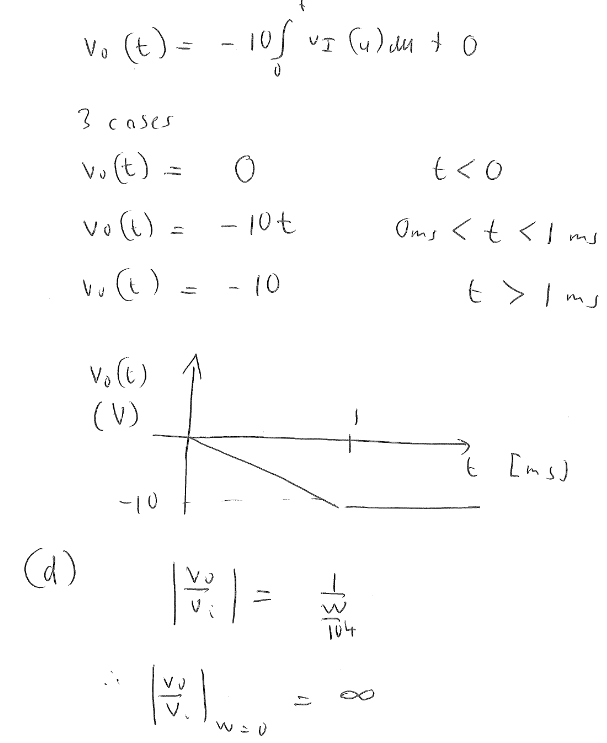 v₀ (t) = - 10 ∫₀ᵗ v_I (u) du + 0
3 cases
v₀(t) = 0 t < 0
v₀(t) = - 10t 0ms < t < 1 ms
v₀(t) = - 10 t > 1 ms
v₀(t)
(V)
1
t [ms)
-10
(d) |v₀/vᵢ| = 1/(w/10⁴)
∴ |v₀/vᵢ|_w=0 = ∞